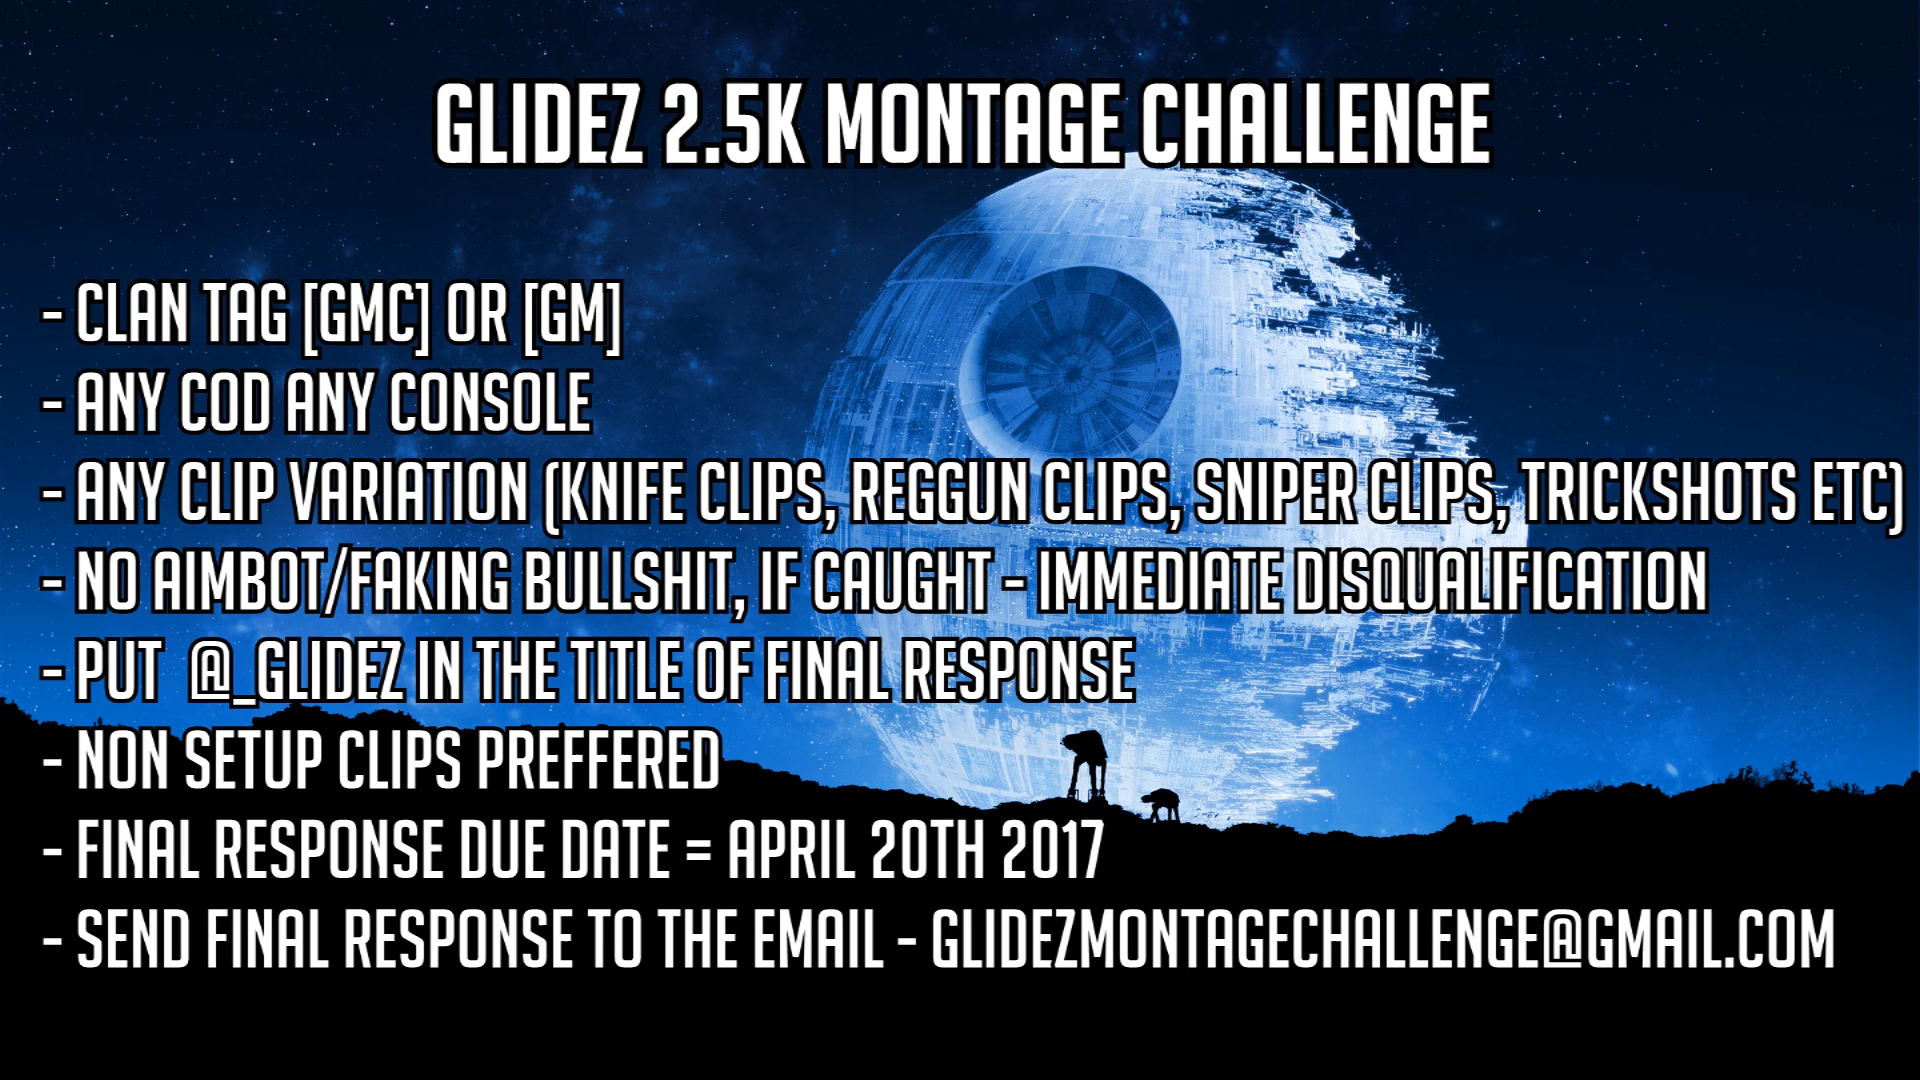 GLIDEZ 2.5K MONTAGE CHALLENGE
- CLAN TAG [GMC] OR [GM]
- ANY COD ANY CONSOLE
- ANY CLIP VARIATION (KNIFE CLIPS, REGGUN CLIPS, SNIPER CLIPS, TRICKSHOTS ETC)
- NO AIMBOT/FAKING BULLSHIT, IF CAUGHT - IMMEDIATE DISQUALIFICATION
- PUT @_GLIDEZ IN THE TITLE OF FINAL RESPONSE
- NON SETUP CLIPS PREFFERED
- FINAL RESPONSE DUE DATE = APRIL 20TH 2017
- SEND FINAL RESPONSE TO THE EMAIL - GLIDEZMONTAGECHALLENGE@GMAIL.COM